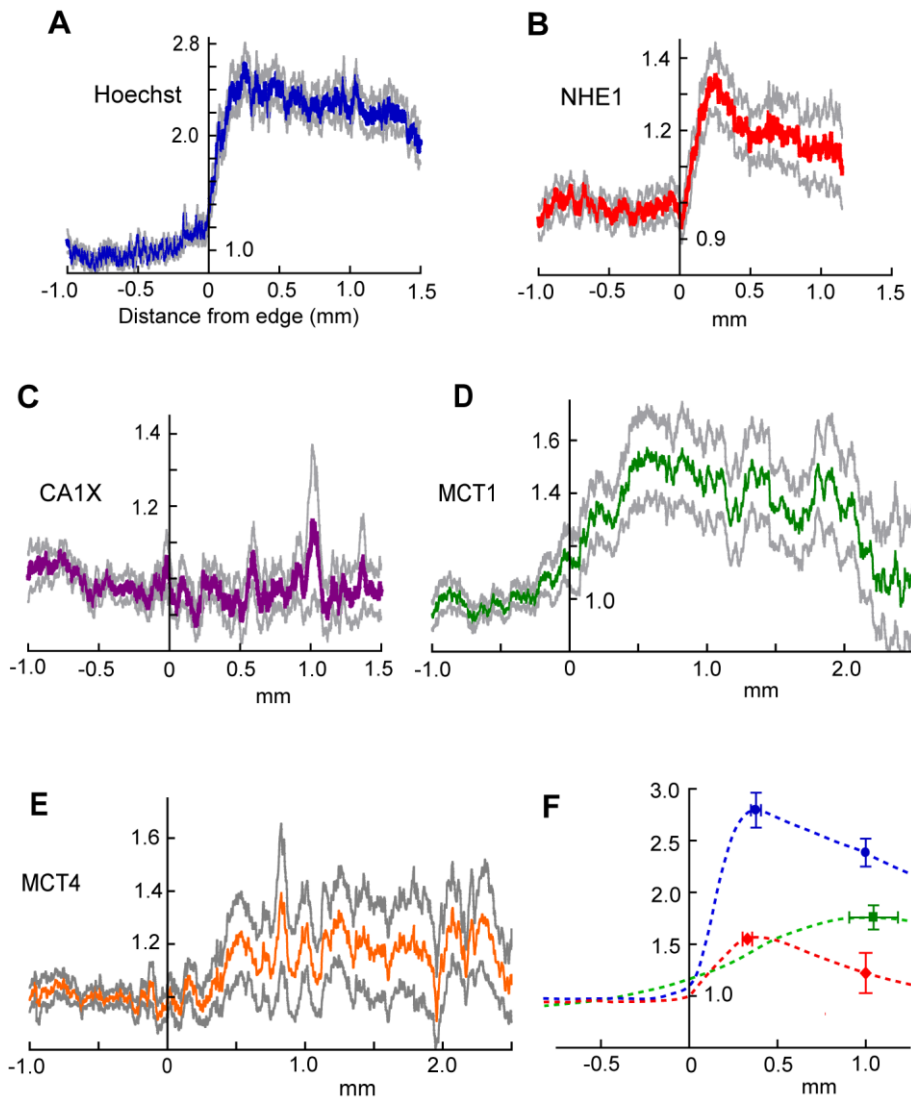 A
2.8
Hoechst
2.0
1.0
-1.0 -0.5 0 0.5 1.0 1.5
Distance from edge (mm)
B
1.4
NHE1
1.2
0.9
-1.0 -0.5 0 0.5 1.0 1.5
mm
C
1.4
CA1X
1.2
-1.0 -0.5 0 0.5 1.0 1.5
mm
D
1.6
MCT1
1.4
1.0
-1.0 0 1.0 2.0
mm
E
1.6
MCT4
1.4
1.2
-1.0 0 1.0 2.0
mm
F
3.0
2.5
2.0
1.5
1.0
-0.5 0 0.5 1.0
mm